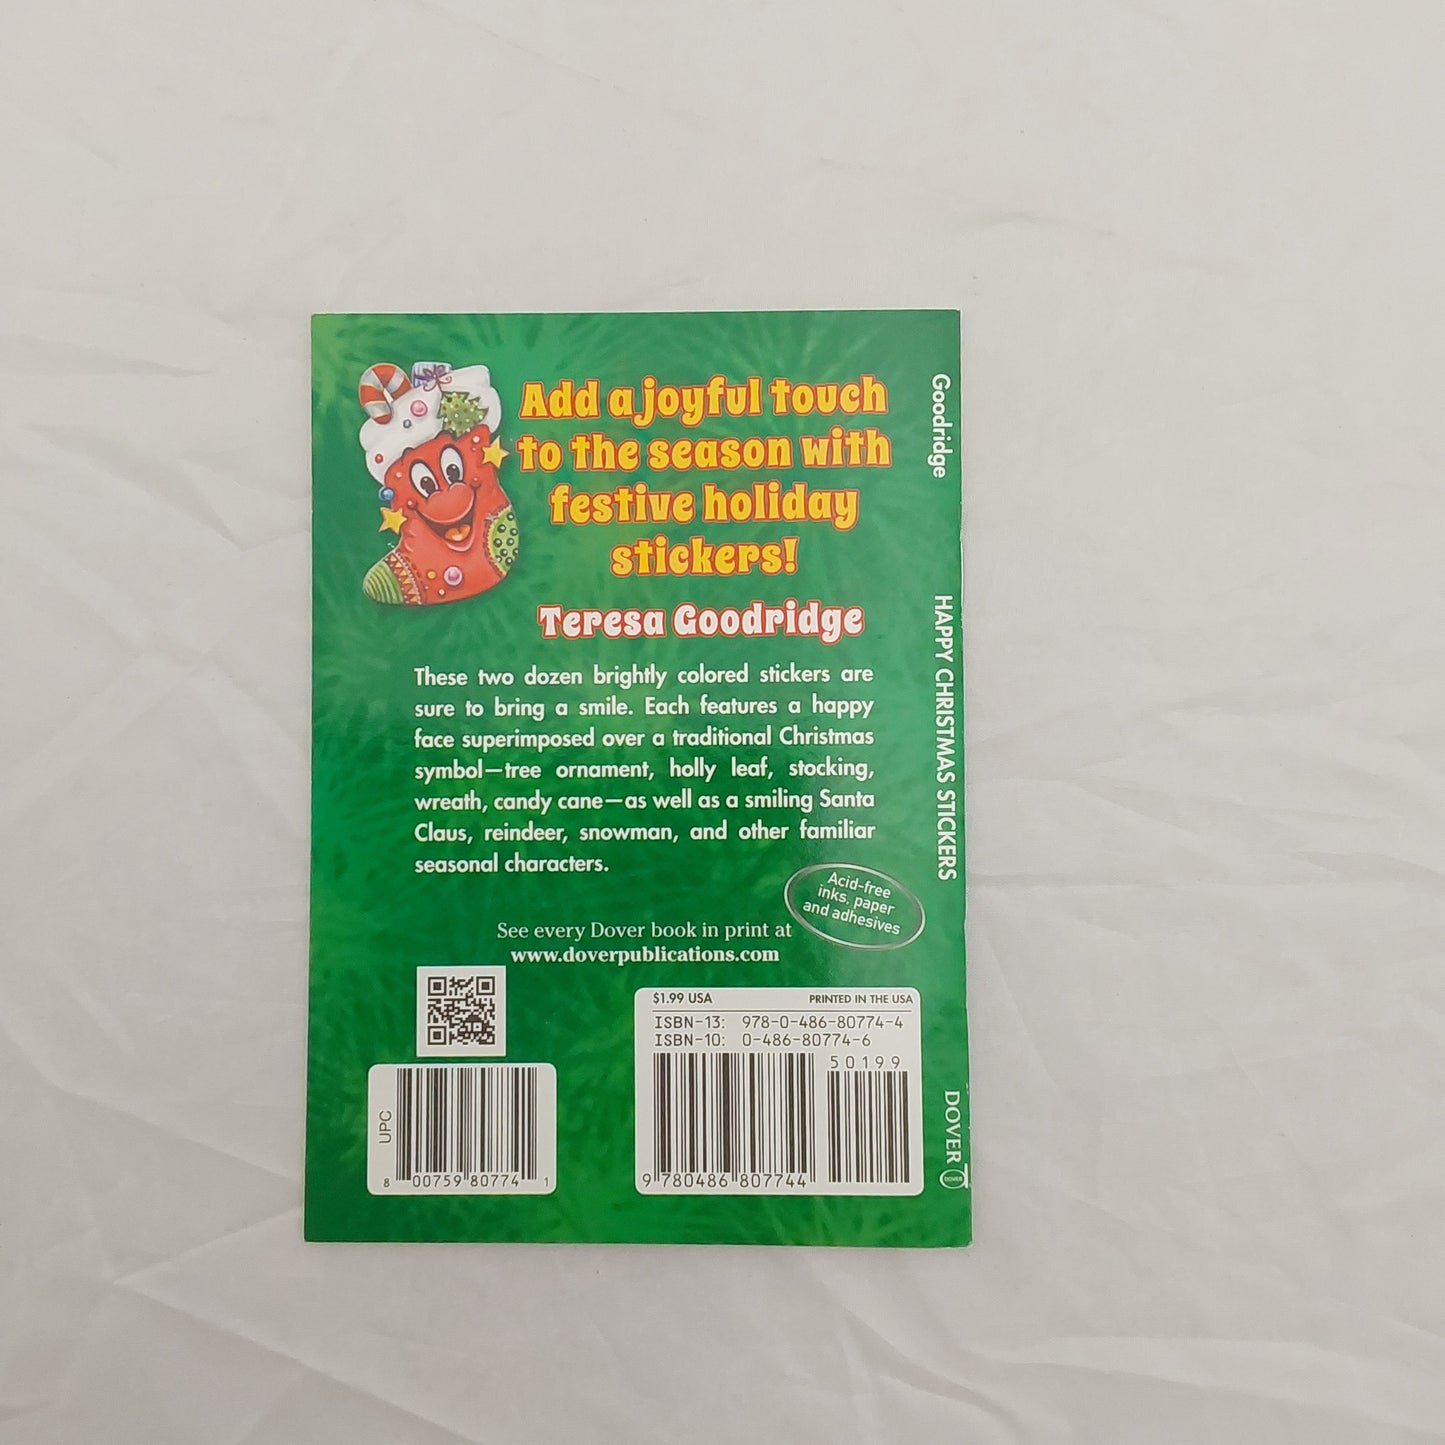 Add a joyful touch
to the season with
festive holiday
stickers!
Teresa Goodridge
These two dozen brightly colored stickers are
sure to bring a smile. Each features a happy
face superimposed over a traditional Christmas
symbol—tree ornament, holly leaf, stocking,
wreath, candy cane—as well as a smiling Santa
Claus, reindeer, snowman, and other familiar
seasonal characters.
Acid-free
inks, paper
and adhesives
See every Dover book in print at
www.doverpublications.com
$1.99 USA PRINTED IN THE USA
ISBN-13: 978-0-486-80774-4
ISBN-10: 0-486-80774-6
50199
9 780486 807744
UPC
8 00759 80774 1
Goodridge
HAPPY CHRISTMAS STICKERS
DOVER
DOVER